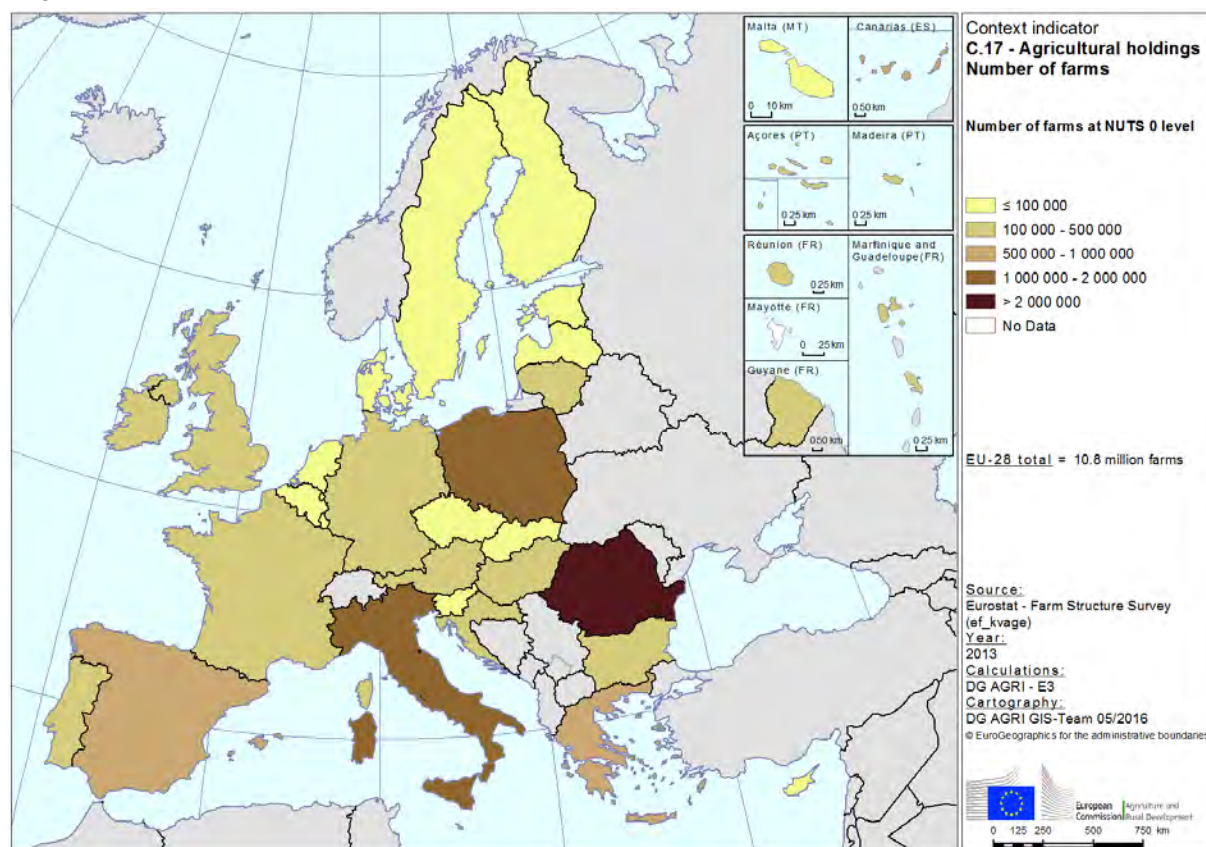 Malta (MT)
0 10 km
Canarias (ES)
0 50 km
Açores (PT)
0 25 km
Madeira (PT)
0 25 km
Réunion (FR)
0 25 km
Martinique and
Guadeloupe(FR)
0 25 km
Mayotte (FR)
0 25 km
Guyane (FR)
0 50 km
Context indicator
C.17 - Agricultural holdings
Number of farms
Number of farms at NUTS 0 level
≤ 100 000
100 000 - 500 000
500 000 - 1 000 000
1 000 000 - 2 000 000
> 2 000 000
No Data
EU-28 total = 10.8 million farms
Source:
Eurostat - Farm Structure Survey
(ef_kvage)
Year:
2013
Calculations:
DG AGRI - E3
Cartography:
DG AGRI GIS-Team 05/2016
© EuroGeographics for the administrative boundaries
European
Commission
Agriculture and
Rural Development
0 125 250 500 750 km